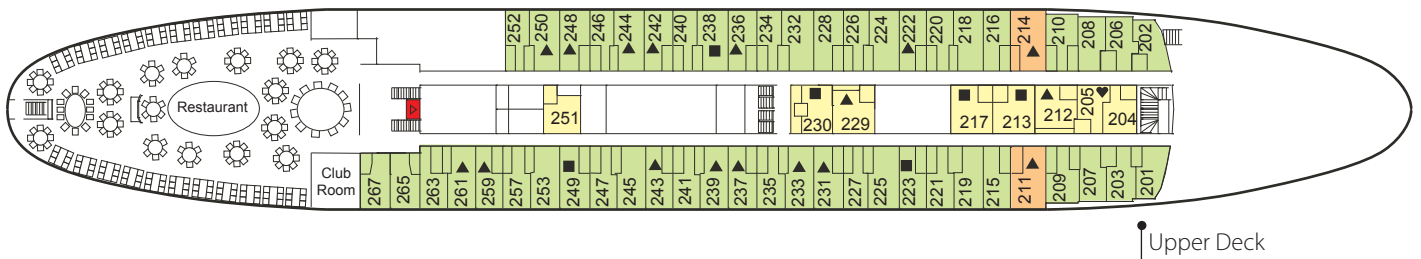 252 250 248 246 244 242 240 238 236 234 232 228 226 224 222 220 218 216 214 210 208 206 202
Restaurant
251 230 229 217 213 212 205 204
Club
Room
267 265 263 261 259 257 253 249 247 245 243 241 239 237 235 233 231 227 225 223 221 219 215 211 209 207 203 201
Upper Deck